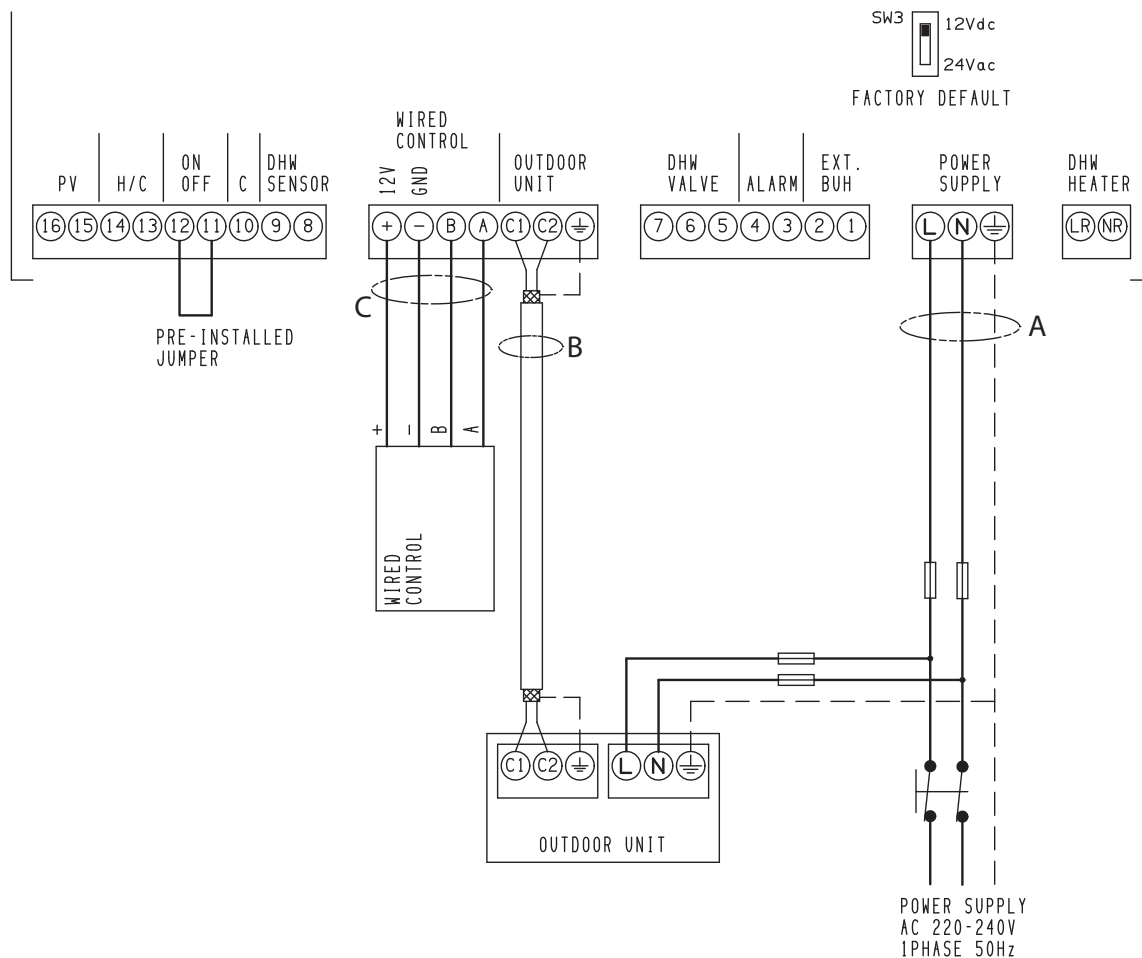 SW3
12Vdc
24Vac
FACTORY DEFAULT
WIRED
CONTROL
PV
H/C
ON
OFF
C
DHW
SENSOR
12V
GND
OUTDOOR
UNIT
DHW
VALVE
ALARM
EXT.
BUH
POWER
SUPPLY
DHW
HEATER
16 15 14 13 12 11 10 9 8
+ - B A C1 C2
7 6 5 4 3 2 1
L N
LR NR
C
B
A
PRE-INSTALLED
JUMPER
+ - B A
WIRED
CONTROL
C1 C2
L N
OUTDOOR UNIT
POWER SUPPLY
AC 220-240V
1PHASE 50Hz